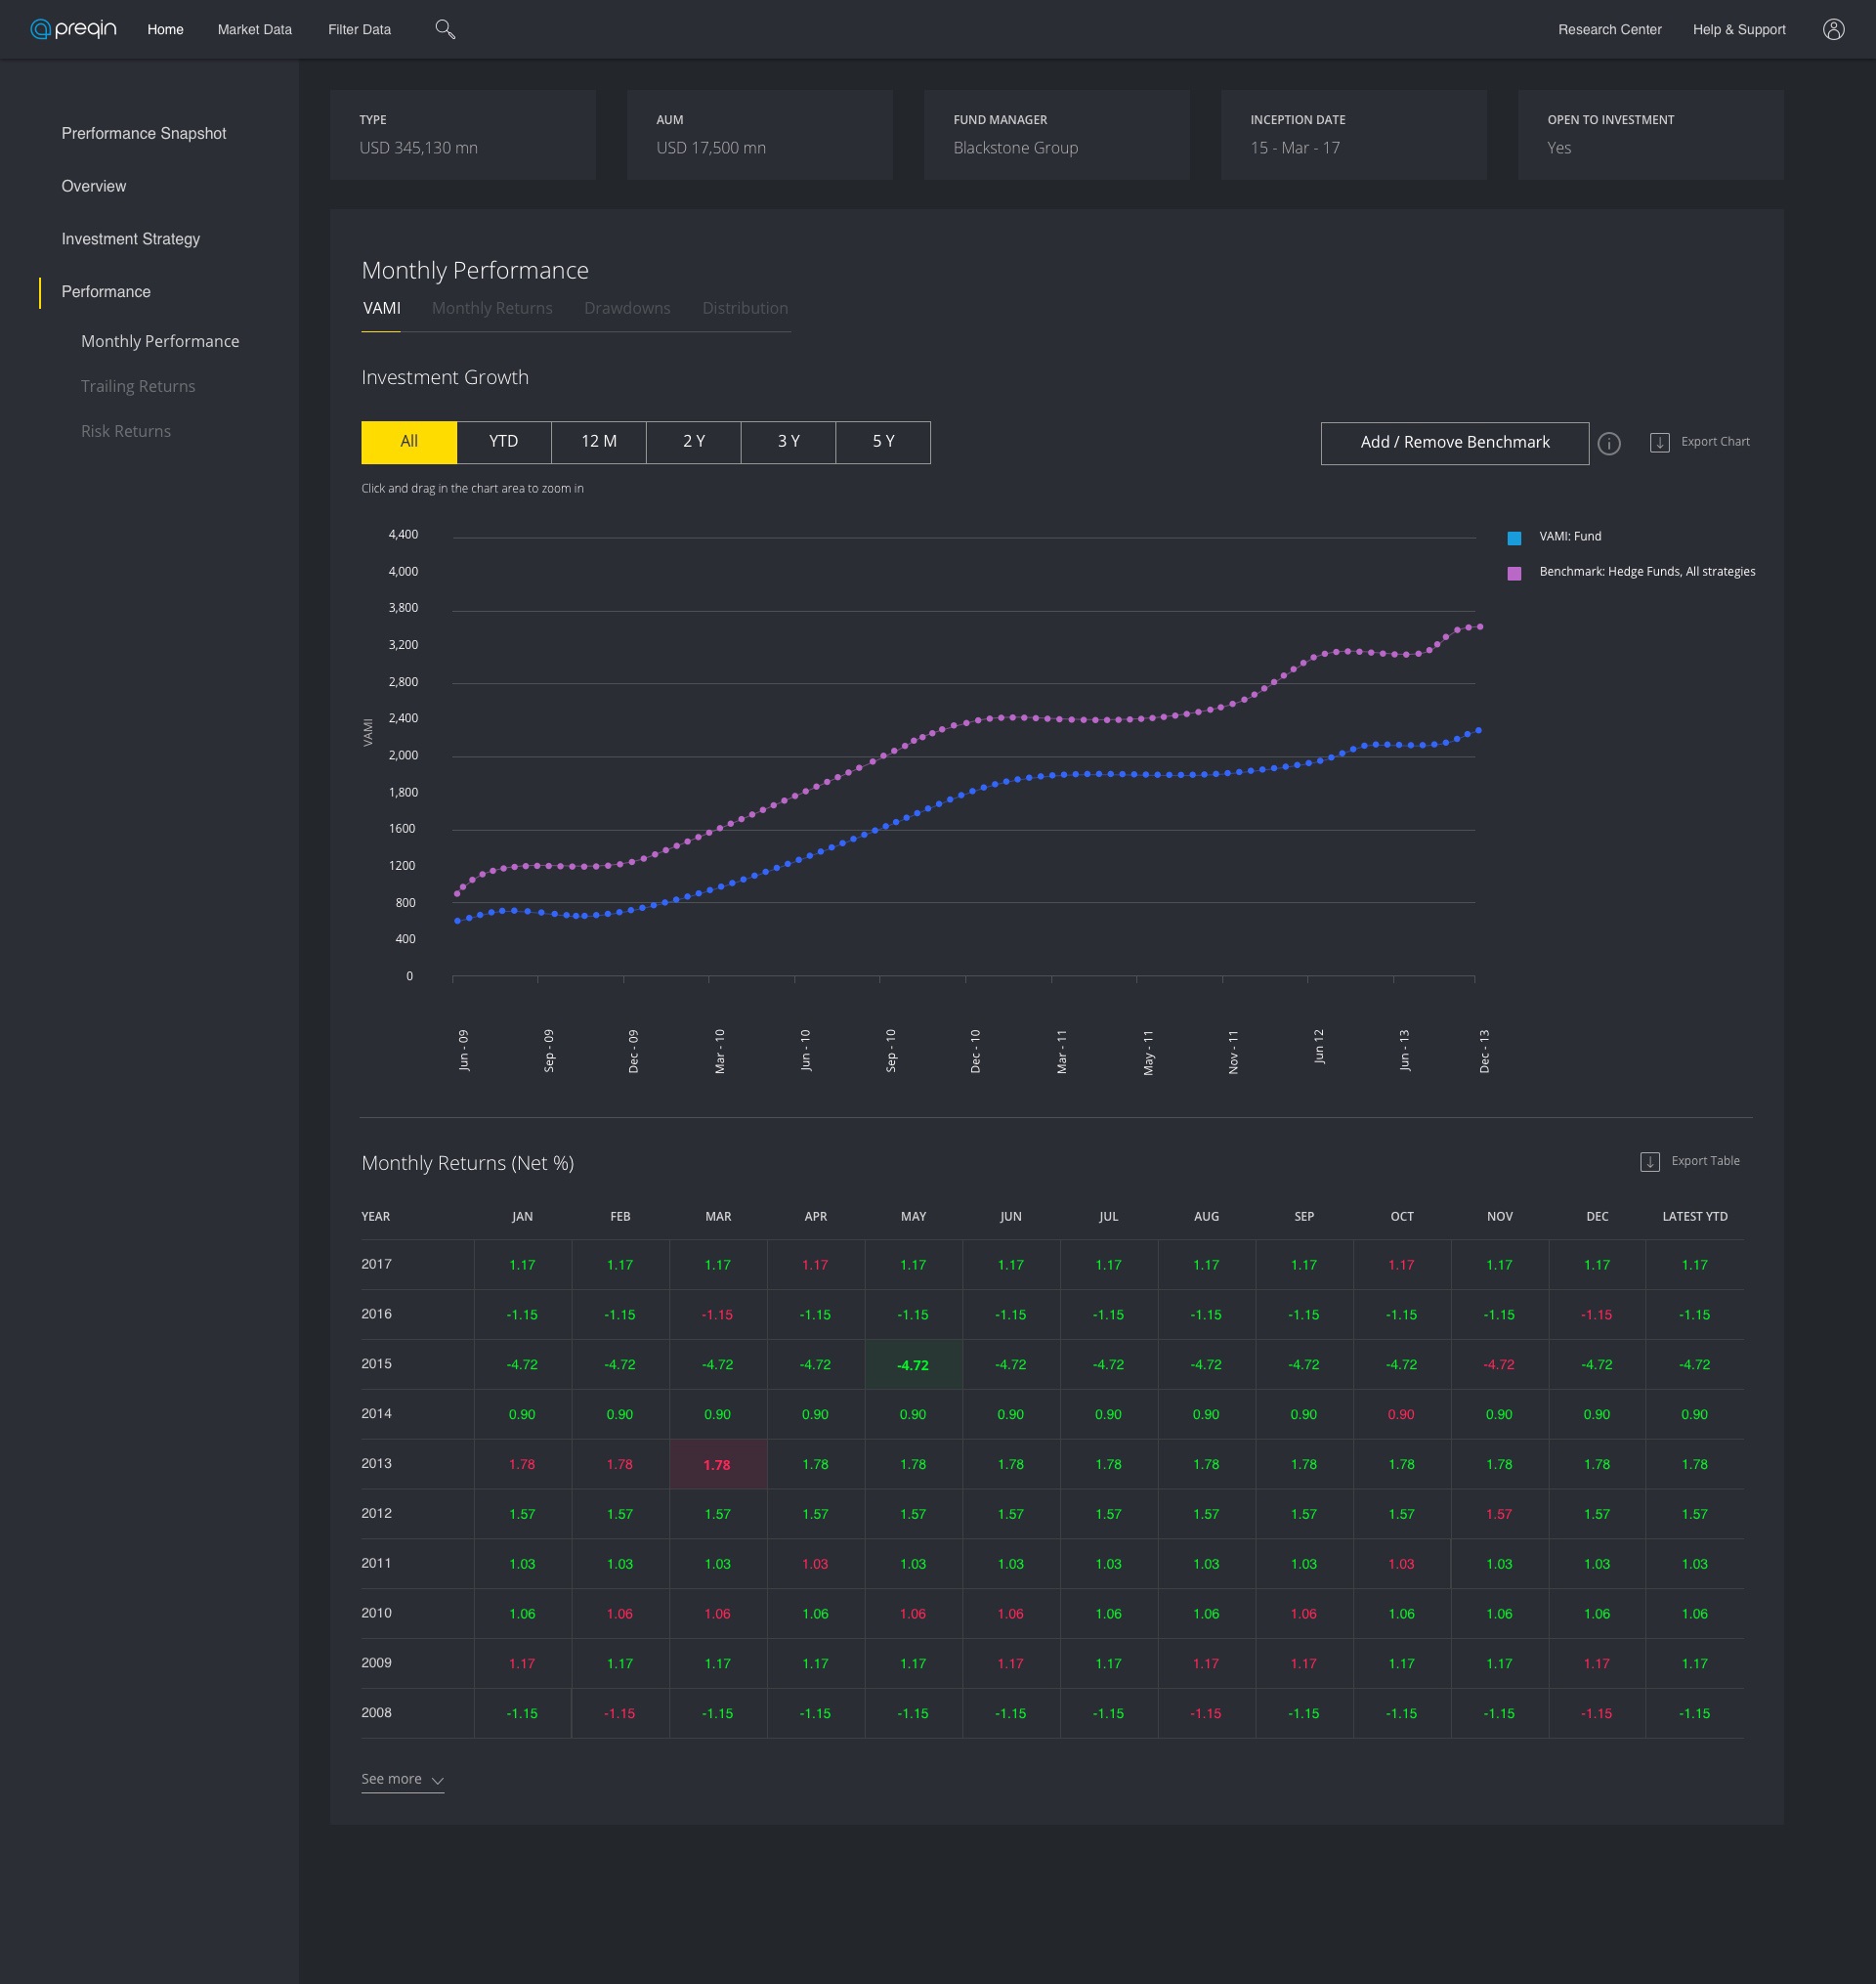 preqin Home Market Data Filter Data Research Center Help & Support
Prerformance Snapshot
Overview
Investment Strategy
Performance
Monthly Performance
Trailing Returns
Risk Returns
TYPE
USD 345,130 mn
AUM
USD 17,500 mn
FUND MANAGER
Blackstone Group
INCEPTION DATE
15 - Mar - 17
OPEN TO INVESTMENT
Yes
Monthly Performance
VAMI Monthly Returns Drawdowns Distribution
Investment Growth
All YTD 12 M 2 Y 3 Y 5 Y Add / Remove Benchmark i Export Chart
Click and drag in the chart area to zoom in
VAMI
4,400
4,000
3,800
3,200
2,800
2,400
2,000
1,800
1600
1200
800
400
0
VAMI: Fund
Benchmark: Hedge Funds, All strategies
Jun - 09 Sep - 09 Dec - 09 Mar - 10 Jun - 10 Sep - 10 Dec - 10 Mar - 11 May - 11 Nov - 11 Jun 12 Jun - 13 Dec - 13
Monthly Returns (Net %) Export Table
YEAR JAN FEB MAR APR MAY JUN JUL AUG SEP OCT NOV DEC LATEST YTD
2017 1.17 1.17 1.17 1.17 1.17 1.17 1.17 1.17 1.17 1.17 1.17 1.17 1.17
2016 -1.15 -1.15 -1.15 -1.15 -1.15 -1.15 -1.15 -1.15 -1.15 -1.15 -1.15 -1.15 -1.15
2015 -4.72 -4.72 -4.72 -4.72 -4.72 -4.72 -4.72 -4.72 -4.72 -4.72 -4.72 -4.72 -4.72
2014 0.90 0.90 0.90 0.90 0.90 0.90 0.90 0.90 0.90 0.90 0.90 0.90 0.90
2013 1.78 1.78 1.78 1.78 1.78 1.78 1.78 1.78 1.78 1.78 1.78 1.78 1.78
2012 1.57 1.57 1.57 1.57 1.57 1.57 1.57 1.57 1.57 1.57 1.57 1.57 1.57
2011 1.03 1.03 1.03 1.03 1.03 1.03 1.03 1.03 1.03 1.03 1.03 1.03 1.03
2010 1.06 1.06 1.06 1.06 1.06 1.06 1.06 1.06 1.06 1.06 1.06 1.06 1.06
2009 1.17 1.17 1.17 1.17 1.17 1.17 1.17 1.17 1.17 1.17 1.17 1.17 1.17
2008 -1.15 -1.15 -1.15 -1.15 -1.15 -1.15 -1.15 -1.15 -1.15 -1.15 -1.15 -1.15 -1.15
See more